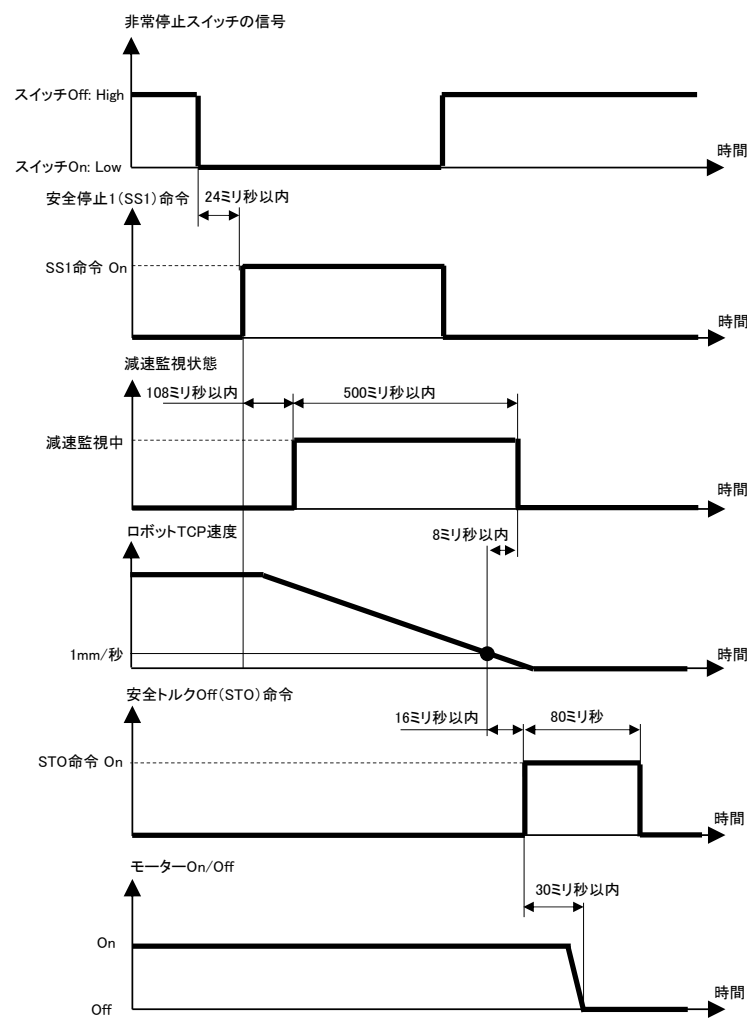 非常停止スイッチの信号
スイッチOff: High
スイッチOn: Low
時間
安全停止1(SS1)命令
24ミリ秒以内
SS1命令 On
時間
減速監視状態
108ミリ秒以内
500ミリ秒以内
減速監視中
時間
ロボットTCP速度
8ミリ秒以内
1mm/秒
時間
安全トルクOff(STO)命令
16ミリ秒以内
80ミリ秒
STO命令 On
時間
モーターOn/Off
30ミリ秒以内
On
Off
時間